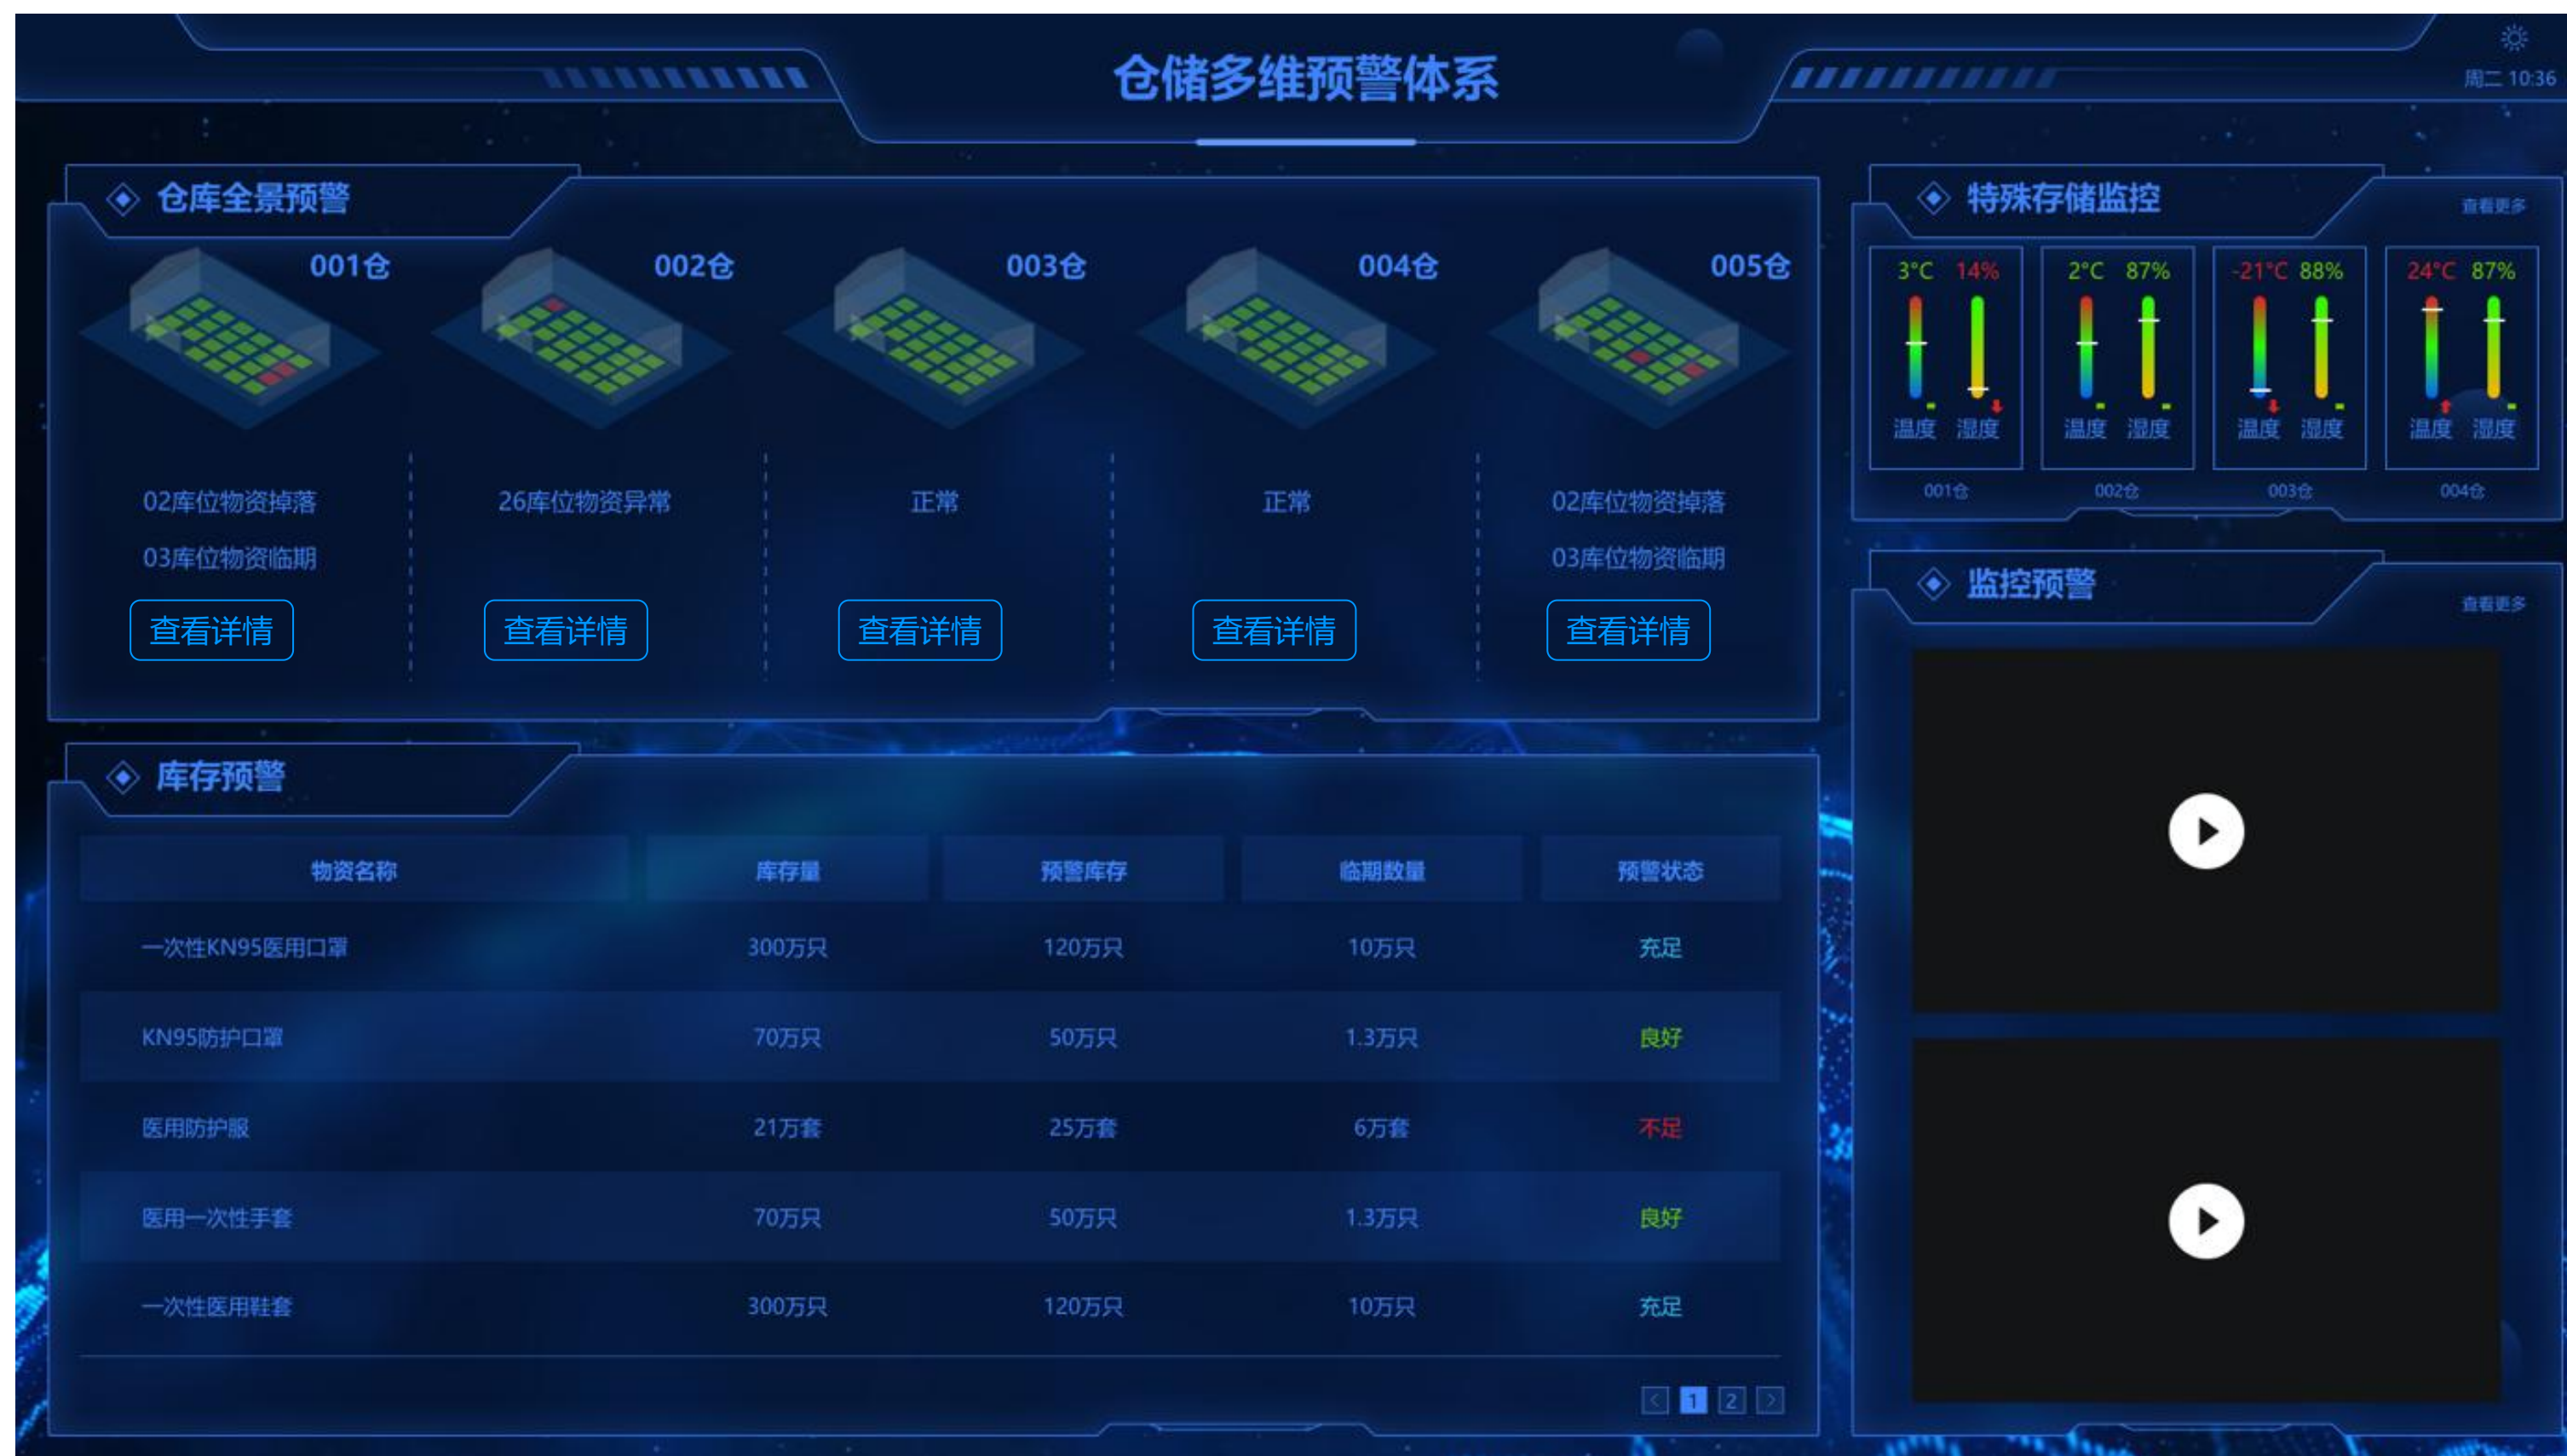 仓储多维预警体系
周二 10:36
仓库全景预警
001仓
002仓
003仓
004仓
005仓
02库位物资掉落
03库位物资临期
查看详情
26库位物资异常
查看详情
正常
查看详情
正常
查看详情
02库位物资掉落
03库位物资临期
查看详情
特殊存储监控
查看更多
3°C 14%
温度 湿度
001仓
2°C 87%
温度 湿度
002仓
-21°C 88%
温度 湿度
003仓
24°C 87%
温度 湿度
004仓
库存预警
物资名称 库存量 预警库存 临期数量 预警状态
一次性KN95医用口罩 300万只 120万只 10万只 充足
KN95防护口罩 70万只 50万只 1.3万只 良好
医用防护服 21万套 25万套 6万套 不足
医用一次性手套 70万只 50万只 1.3万只 良好
一次性医用鞋套 300万只 120万只 10万只 充足
< 1 2 >
监控预警
查看更多